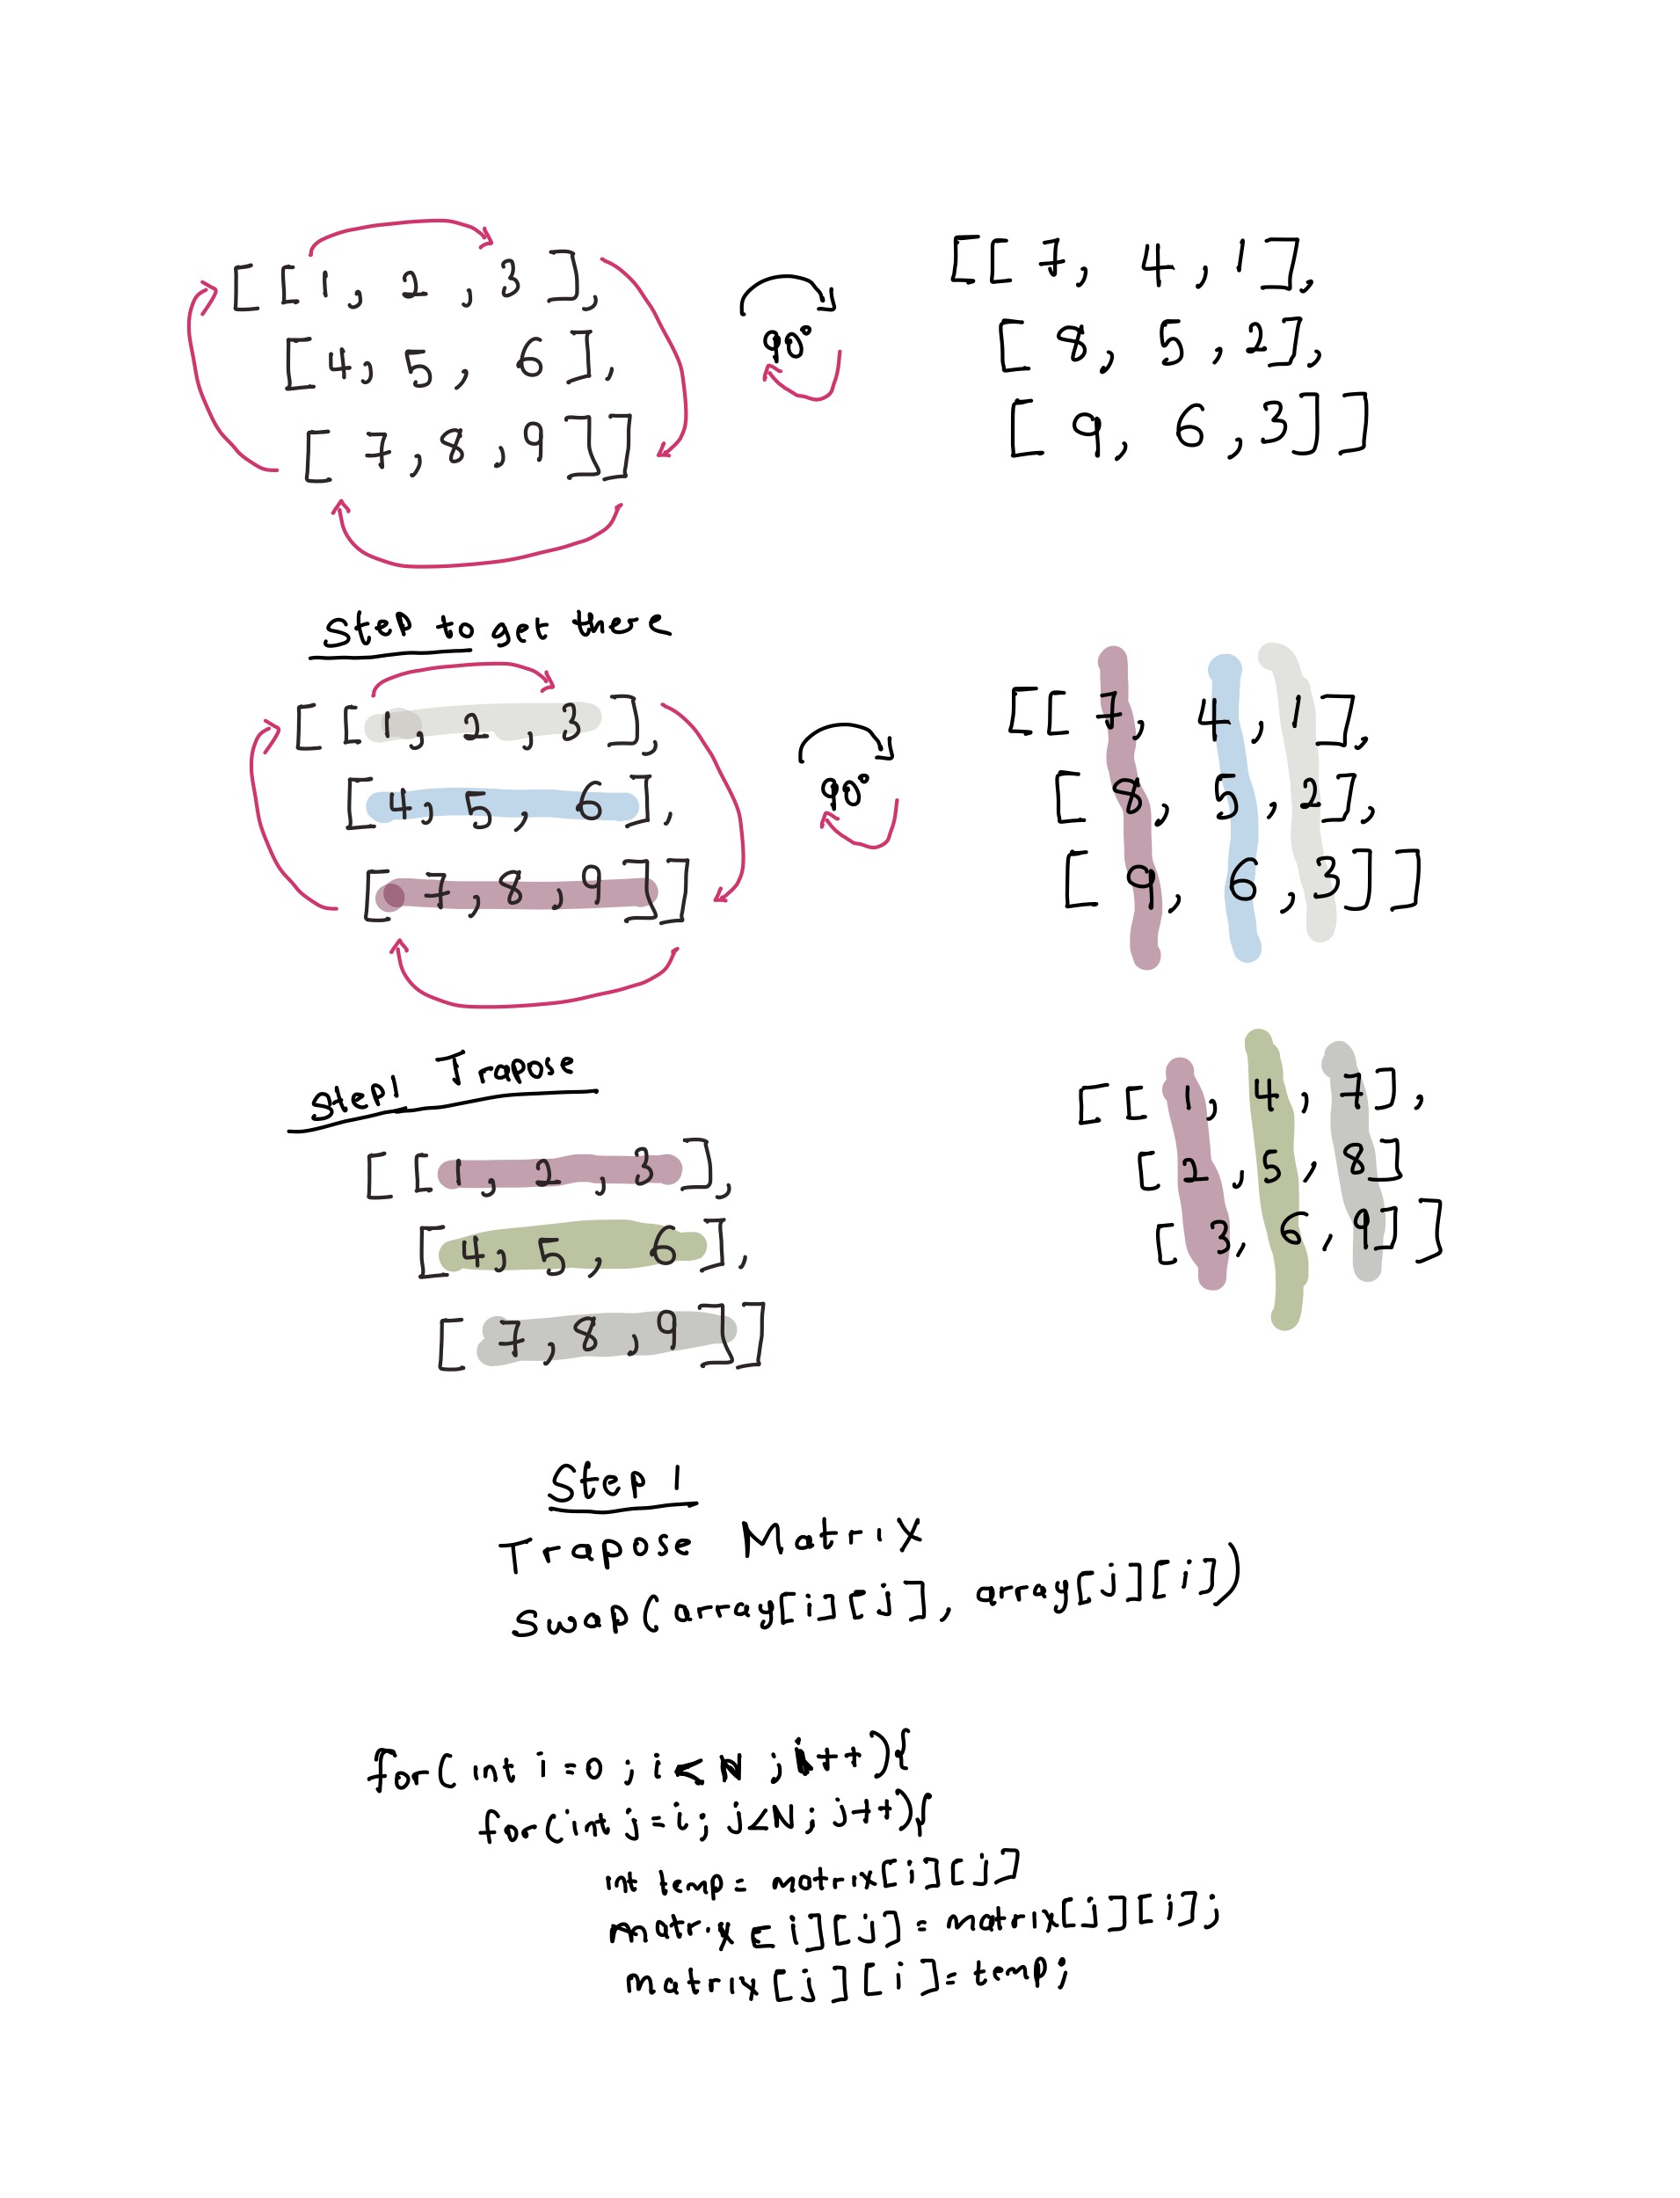 [[1, 2, 3],
[4, 5, 6],
[7, 8, 9]]
90°
[[7, 4, 1],
[8, 5, 2],
[9, 6, 3]]
Step to get there
[[1, 2, 3],
[4, 5, 6],
[7, 8, 9]]
90°
[[7, 4, 1],
[8, 5, 2],
[9, 6, 3]]
Step1 Trapose
[[1, 2, 3],
[4, 5, 6],
[7, 8, 9]]
[[1, 4, 7],
[2, 5, 8]
[3, 6, 9]]
Step 1
Trapose Matrix
swap(array[i][j], array[j][i])
for(int i=0; i<N; i++){
for(int j=i; j<N; j++){
int temp= matrix[i][j]
matrix[i][j]= matrix[j][i];
matrix[j][i]= temp;